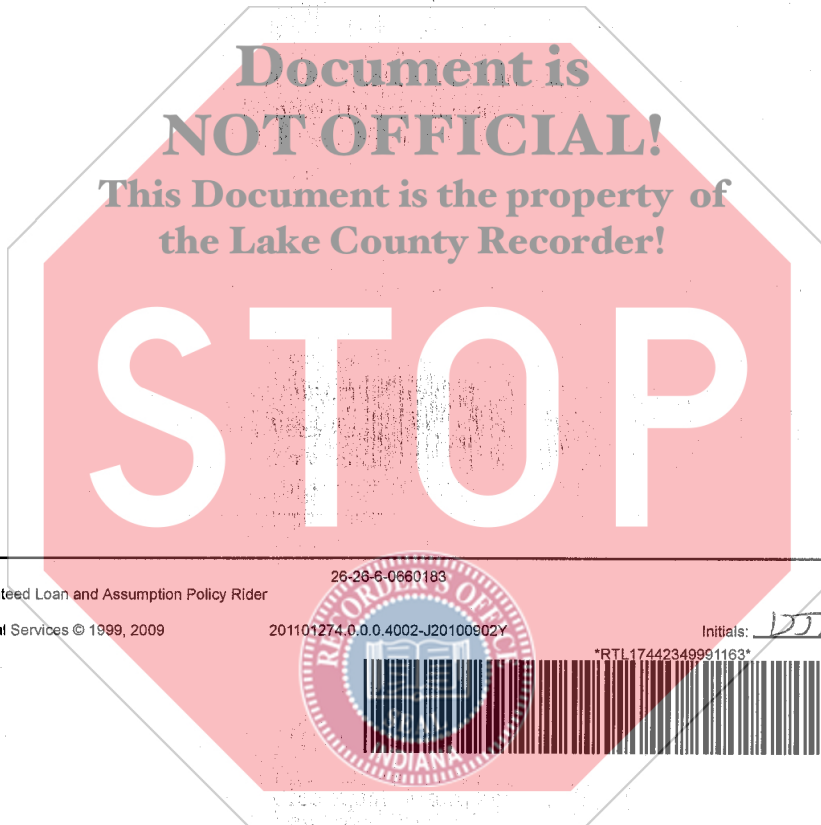 Document is
NOT OFFICIAL!
This Document is the property of
the Lake County Recorder!
STOP
26-26-6-0660183
teed Loan and Assumption Policy Rider
Services © 1999, 2009
201101274.0.0.0.4002-J20100902Y
Initials:
*RTL17442349991163*
RECORDER'S OFFICE
SEAL
INDIANA